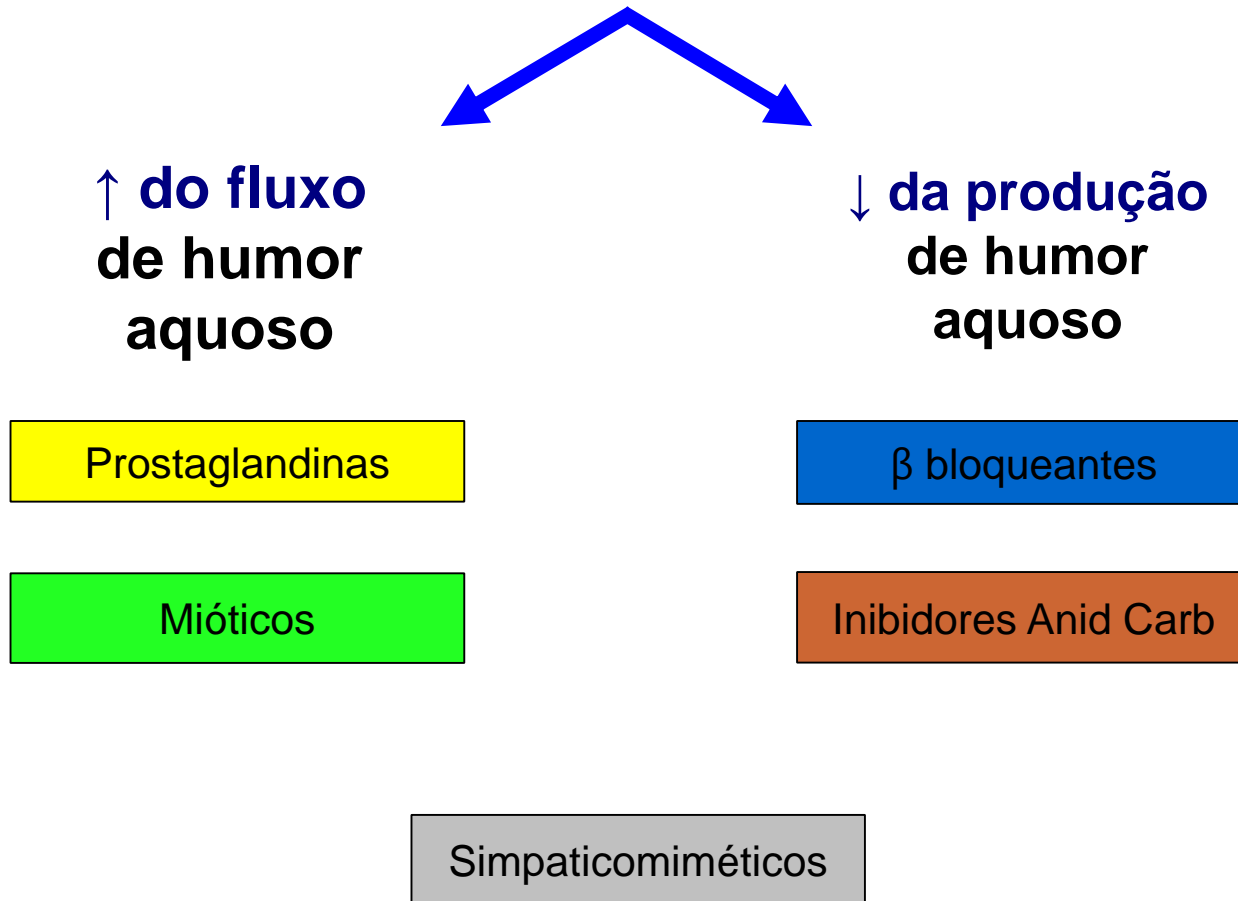 ↑ do fluxo
de humor
aquoso
↓ da produção
de humor
aquoso
Prostaglandinas
β bloqueantes
Mióticos
Inibidores Anid Carb
Simpaticomiméticos